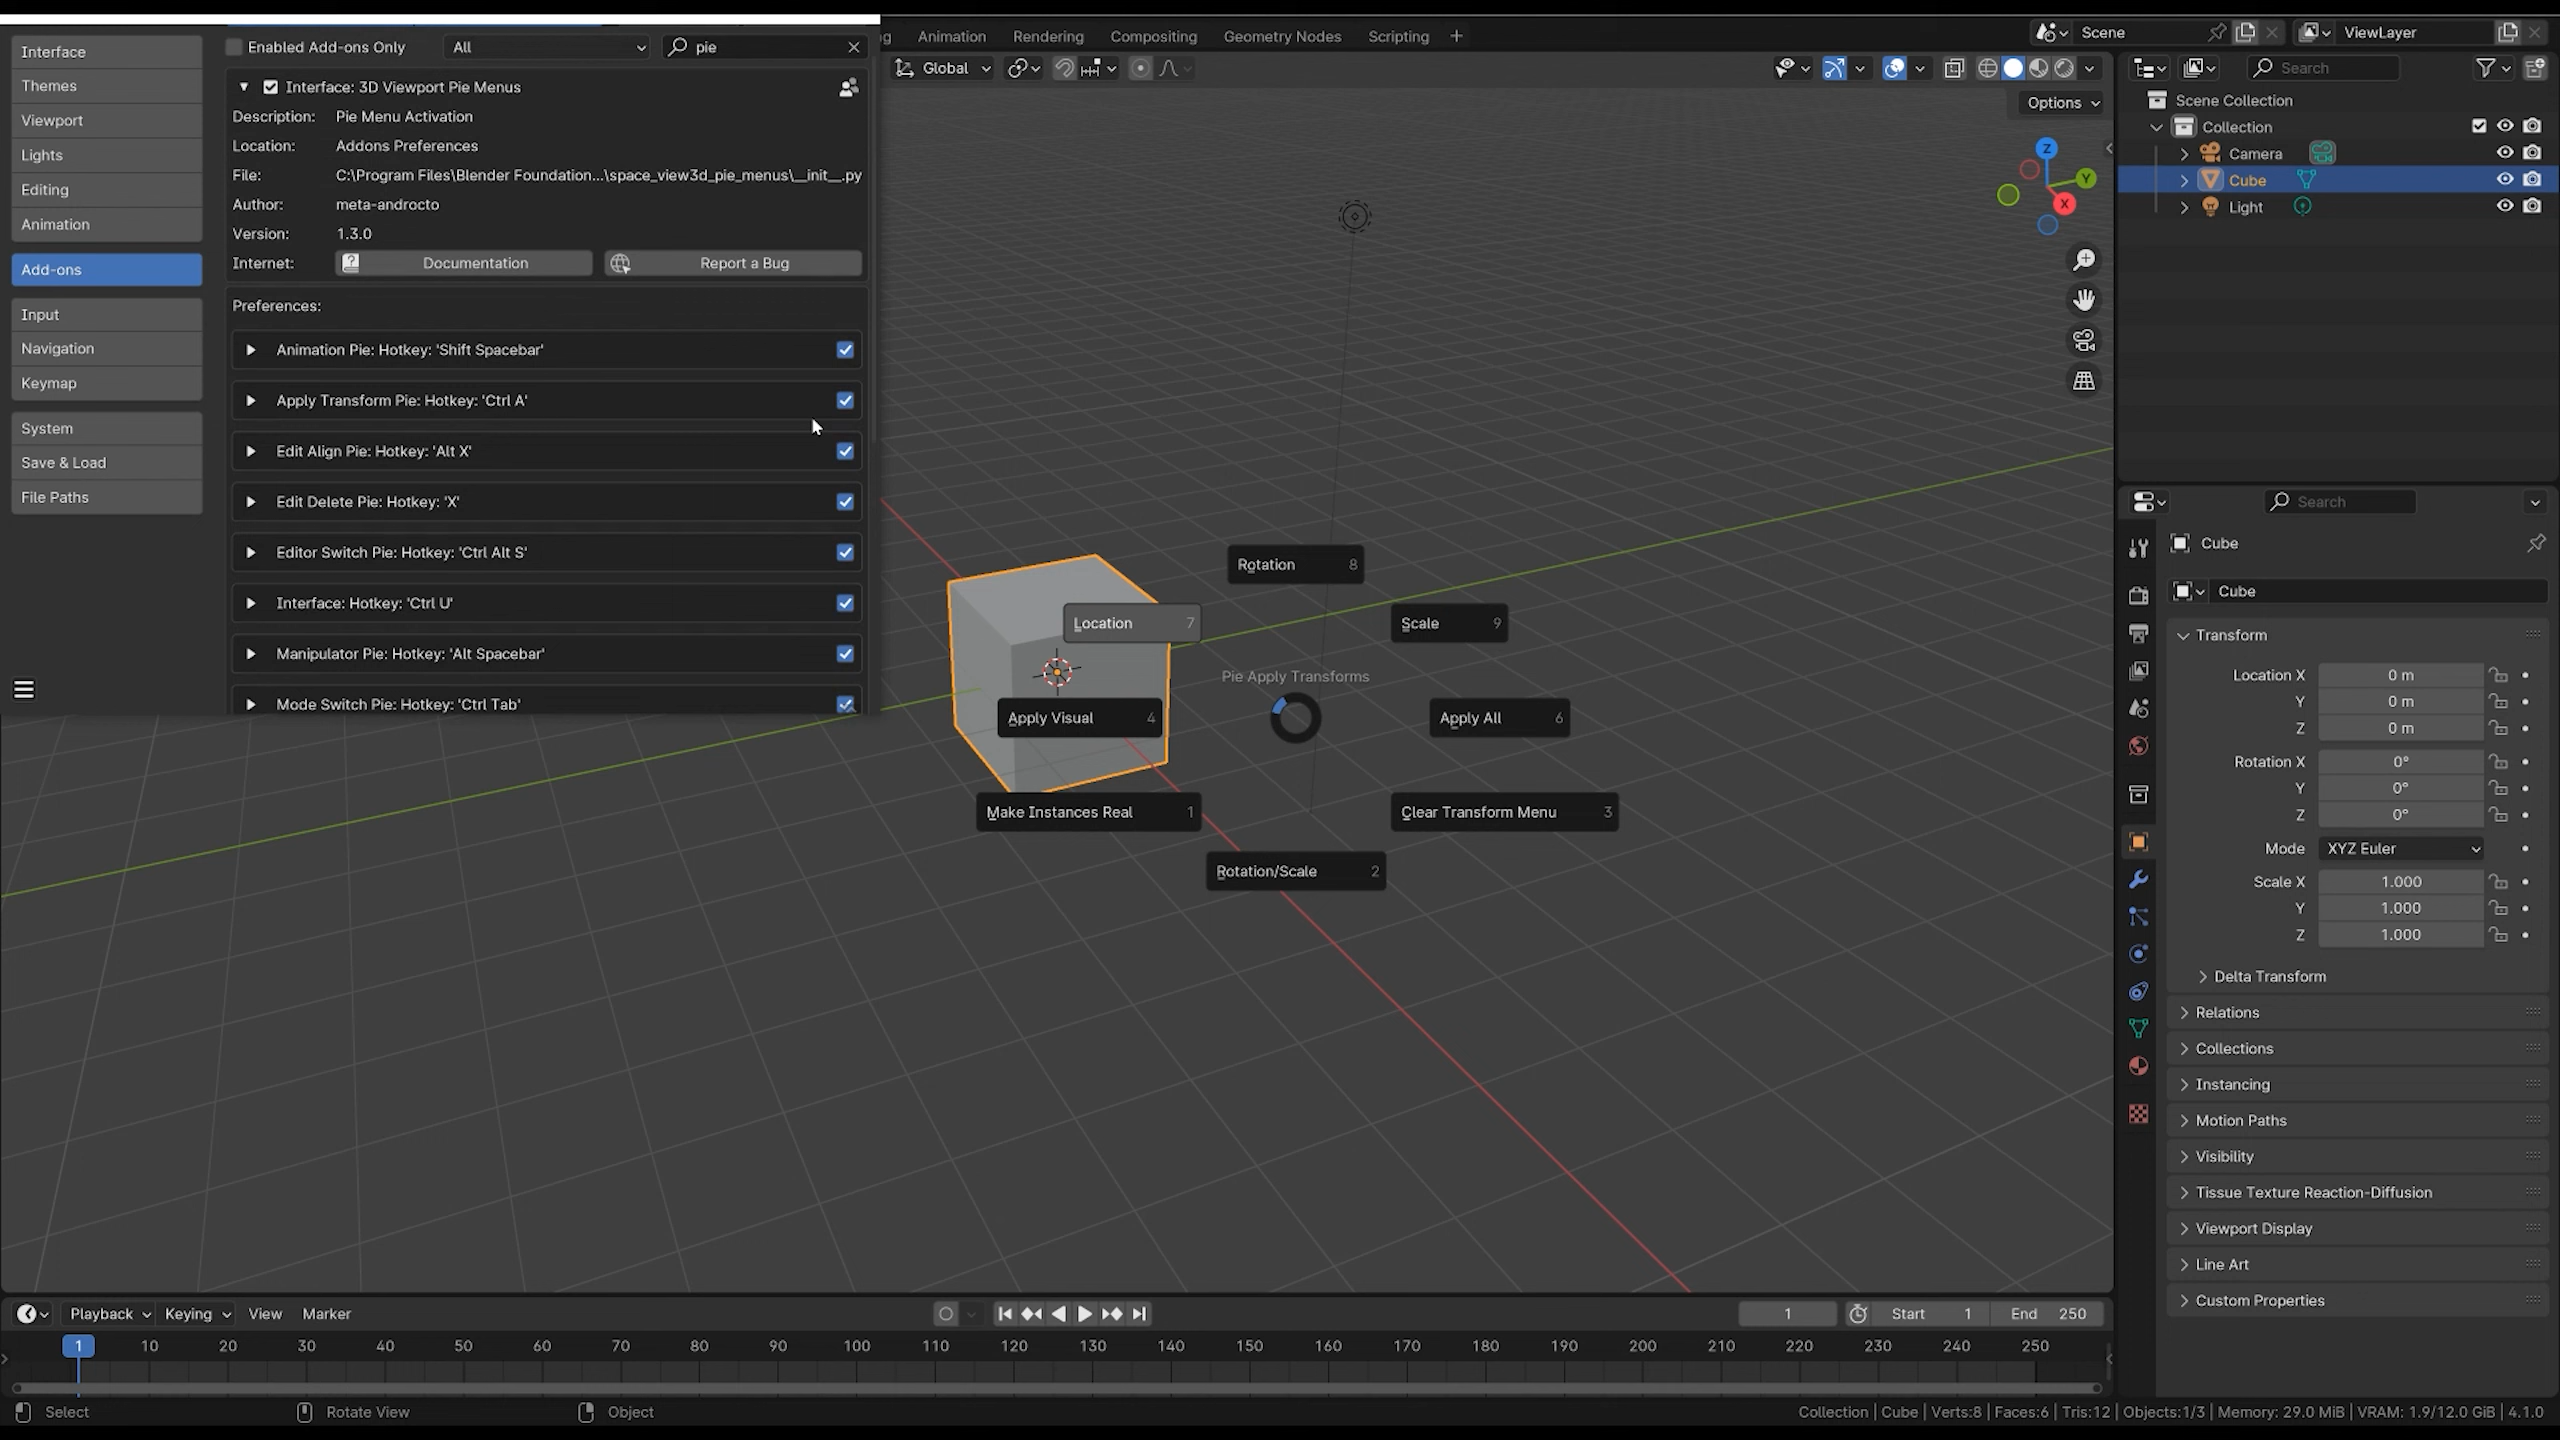 Interface
Themes
Viewport
Lights
Editing
Animation
Add-ons
Input
Navigation
Keymap
System
Save & Load
File Paths
Enabled Add-ons Only
All
pie
Interface: 3D Viewport Pie Menus
Description: Pie Menu Activation
Location: Addons Preferences
File: C:\Program Files\Blender Foundation...\space_view3d_pie_menus\__init__.py
Author: meta-androcto
Version: 1.3.0
Internet: Documentation Report a Bug
Preferences:
Animation Pie: Hotkey: 'Shift Spacebar'
Apply Transform Pie: Hotkey: 'Ctrl A'
Edit Align Pie: Hotkey: 'Alt X'
Edit Delete Pie: Hotkey: 'X'
Editor Switch Pie: Hotkey: 'Ctrl Alt S'
Interface: Hotkey: 'Ctrl U'
Manipulator Pie: Hotkey: 'Alt Spacebar'
Mode Switch Pie: Hotkey: 'Ctrl Tab'
g Animation Rendering Compositing Geometry Nodes Scripting +
Global
Options
Z
Y
X
Rotation 8
Location 7
Scale 9
Pie Apply Transforms
Apply Visual 4
Apply All 6
Make Instances Real 1
Clear Transform Menu 3
Rotation/Scale 2
Scene
ViewLayer
Search
Scene Collection
Collection
Camera
Cube
Light
Search
Cube
Cube
Transform
Location X 0 m
Y 0 m
Z 0 m
Rotation X 0°
Y 0°
Z 0°
Mode XYZ Euler
Scale X 1.000
Y 1.000
Z 1.000
Delta Transform
Relations
Collections
Instancing
Motion Paths
Visibility
Tissue Texture Reaction-Diffusion
Viewport Display
Line Art
Custom Properties
Playback Keying View Marker
1 Start 1 End 250
1 10 20 30 40 50 60 70 80 90 100 110 120 130 140 150 160 170 180 190 200 210 220 230 240 250
Select Rotate View Object
Collection | Cube | Verts:8 | Faces:6 | Tris:12 | Objects:1/3 | Memory: 29.0 MiB | VRAM: 1.9/12.0 GiB | 4.1.0